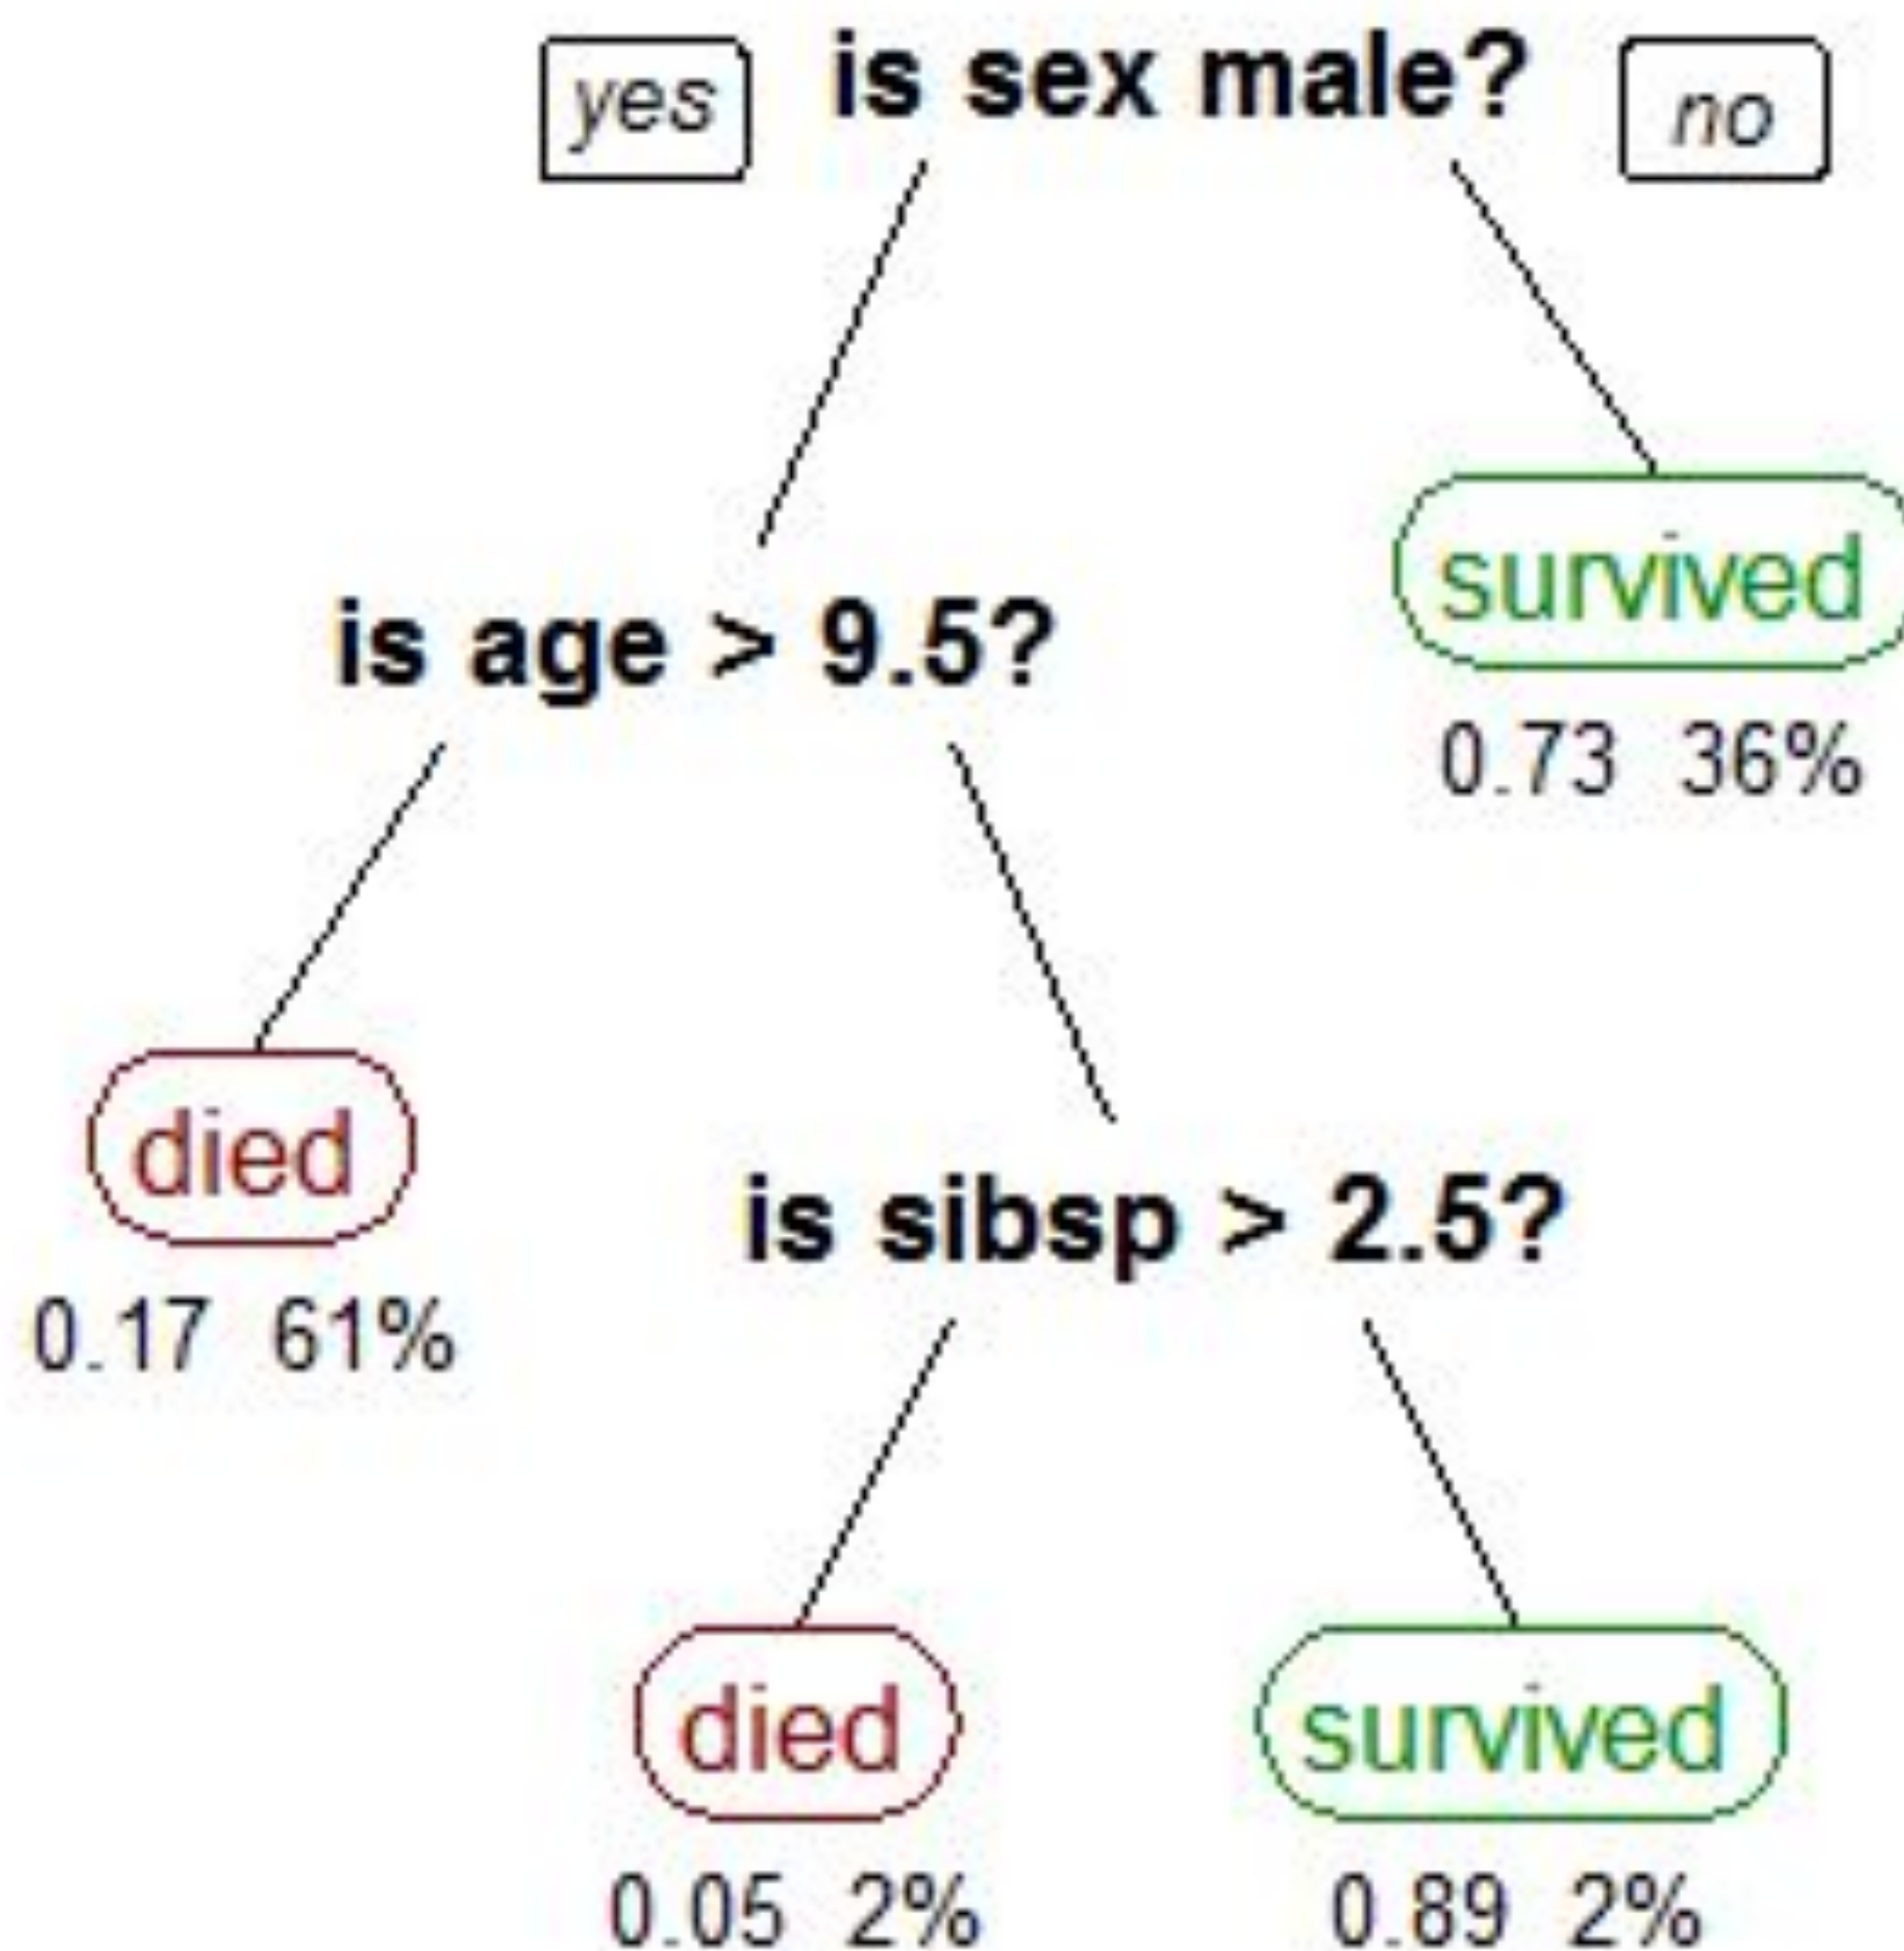 yes is sex male? no
is age > 9.5?
survived
0.73 36%
died
0.17 61%
is sibsp > 2.5?
died survived
0.05 2% 0.89 2%